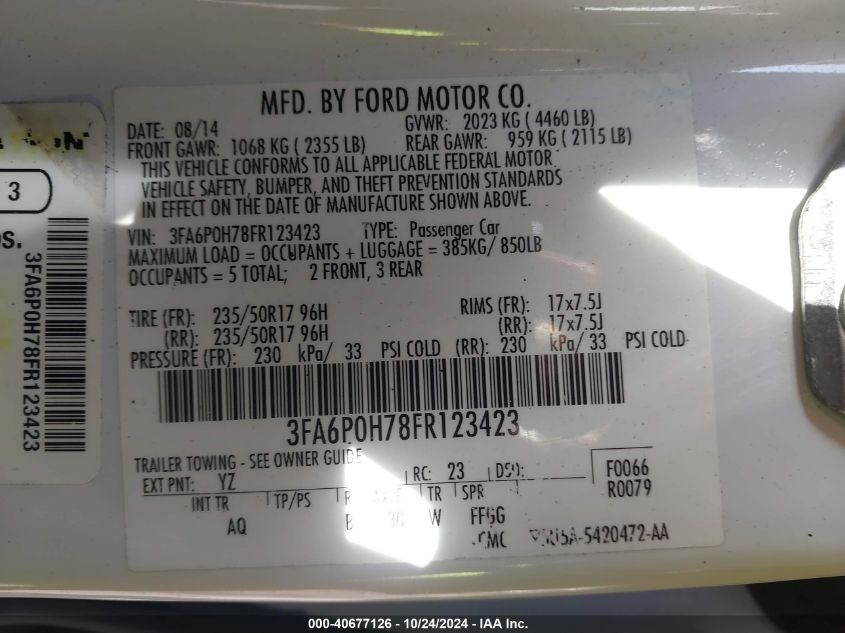 MFD. BY FORD MOTOR CO.
DATE: 08/14 GVWR: 2023 KG ( 4460 LB)
FRONT GAWR: 1068 KG ( 2355 LB) REAR GAWR: 959 KG ( 2115 LB)
THIS VEHICLE CONFORMS TO ALL APPLICABLE FEDERAL MOTOR
VEHICLE SAFETY, BUMPER, AND THEFT PREVENTION STANDARDS
IN EFFECT ON THE DATE OF MANUFACTURE SHOWN ABOVE.
VIN: 3FA6P0H78FR123423 TYPE: Passenger Car
MAXIMUM LOAD = OCCUPANTS + LUGGAGE = 385KG/ 850LB
OCCUPANTS = 5 TOTAL; 2 FRONT, 3 REAR
TIRE (FR): 235/50R17 96H RIMS (FR): 17x7.5J
(RR): 235/50R17 96H (RR): 17x7.5J
PRESSURE (FR): 230 kPa/ 33 PSI COLD (RR): 230 kPa/ 33 PSI COLD
3FA6P0H78FR123423
TRAILER TOWING - SEE OWNER GUIDE
EXT PNT: YZ RC: 23 DSO: F0066
R0079
INT TR TP/PS R TR SPR
AQ B W FFGG
5420472-AA
3
3FA6P0H78FR123423
000-40677126 - 10/24/2024 - IAA Inc.